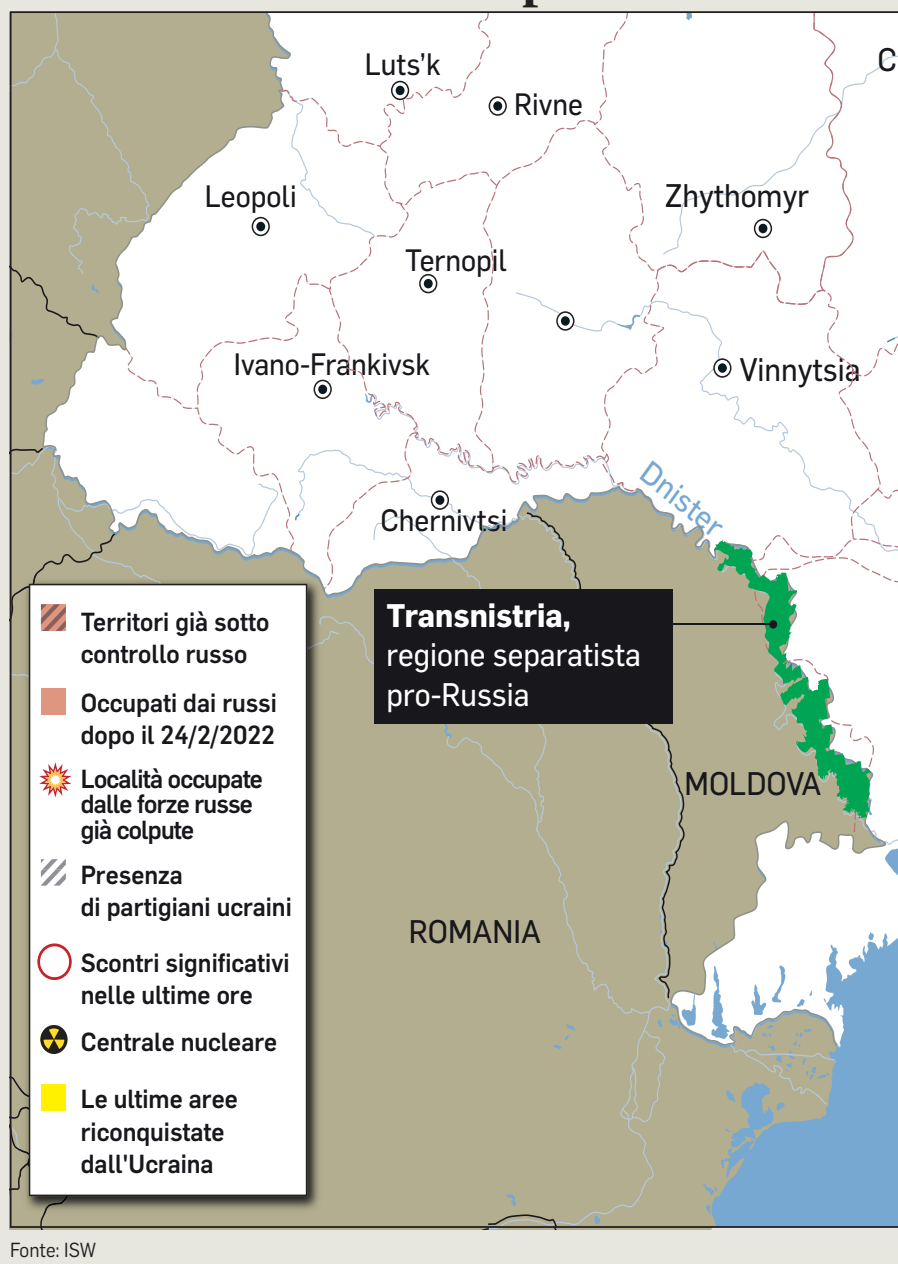 Luts'k
Rivne
C
Leopoli
Zhythomyr
Ternopil
Ivano-Frankivsk
Vinnytsia
Dnister
Chernivtsi
Transnistria,
regione separatista
pro-Russia
MOLDOVA
ROMANIA
Territori già sotto
controllo russo
Occupati dai russi
dopo il 24/2/2022
Località occupate
dalle forze russe
già colpute
Presenza
di partigiani ucraini
Scontri significativi
nelle ultime ore
Centrale nucleare
Le ultime aree
riconquistate
dall'Ucraina
Fonte: ISW